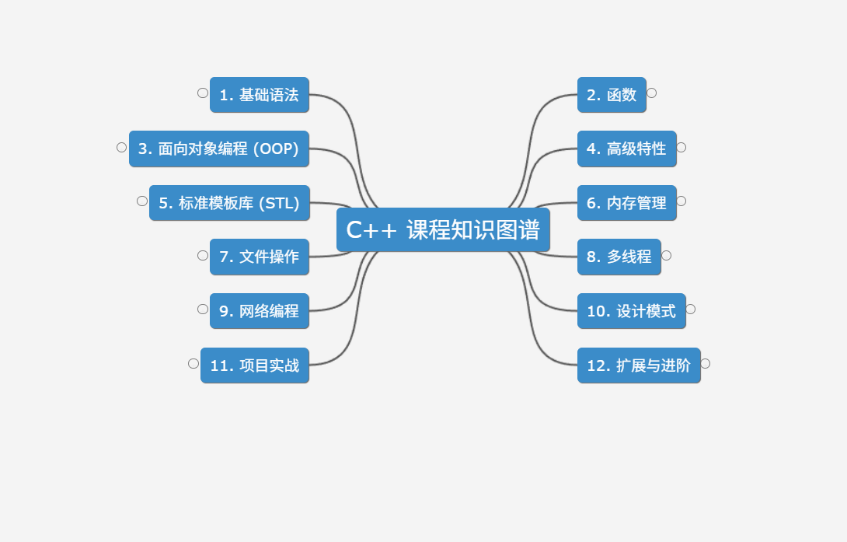 C++ 课程知识图谱
1. 基础语法
2. 函数
3. 面向对象编程 (OOP)
4. 高级特性
5. 标准模板库 (STL)
6. 内存管理
7. 文件操作
8. 多线程
9. 网络编程
10. 设计模式
11. 项目实战
12. 扩展与进阶